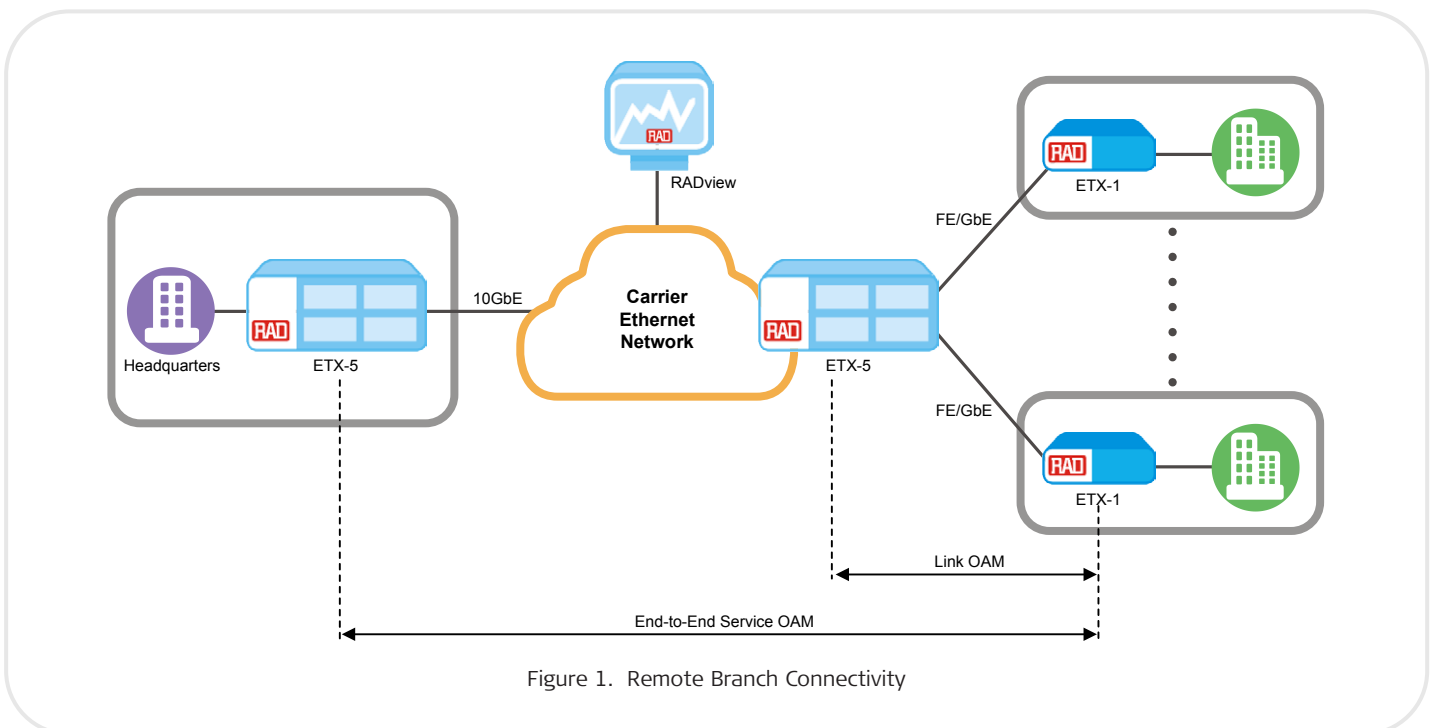 RAD
RADview
RAD
ETX-1
FE/GbE
Headquarters
RAD
ETX-5
10GbE
Carrier
Ethernet
Network
RAD
ETX-5
FE/GbE
RAD
ETX-1
Link OAM
End-to-End Service OAM
Figure 1. Remote Branch Connectivity